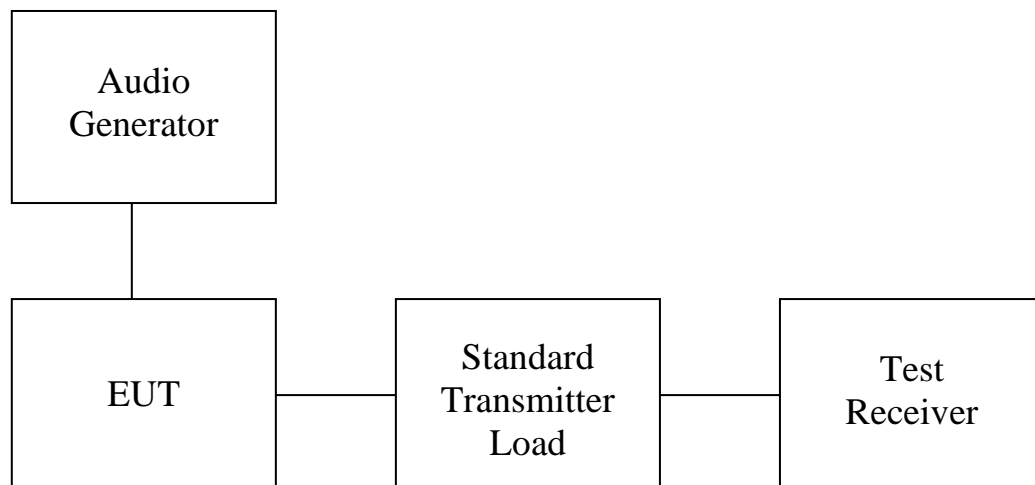 Audio
Generator
EUT
Standard
Transmitter
Load
Test
Receiver